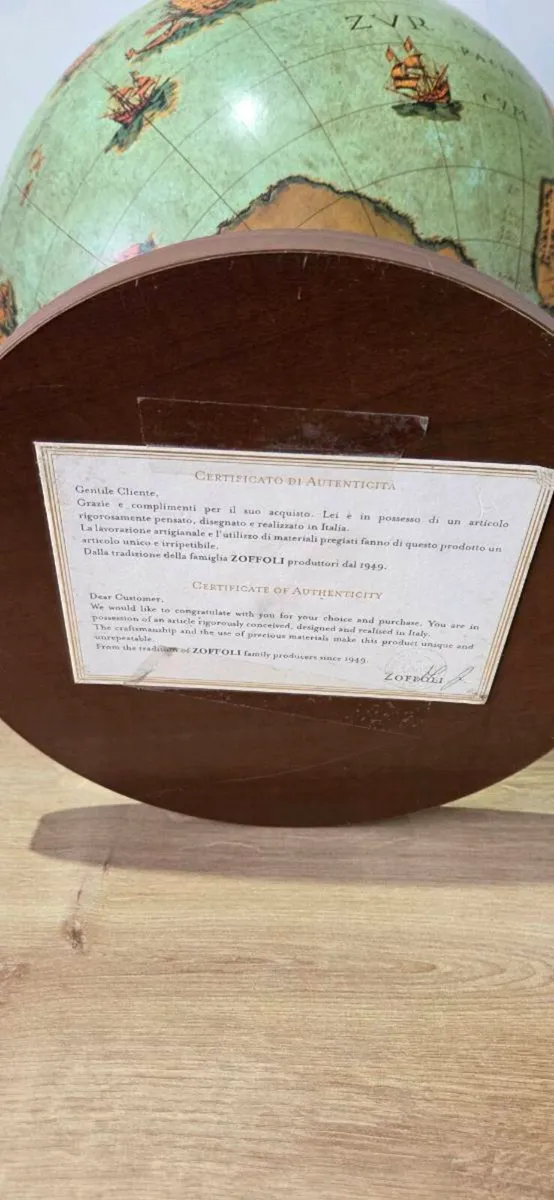 ZVR
PACIF
CVM
CERTIFICATO DI AUTENTICITÀ
Gentile Cliente,
Grazie e complimenti per il suo acquisto. Lei è in possesso di un articolo
rigorosamente pensato, disegnato e realizzato in Italia.
La lavorazione artigianale e l'utilizzo di materiali pregiati fanno di questo prodotto un
articolo unico e irripetibile.
Dalla tradizione della famiglia ZOFFOLI produttori dal 1949.
CERTIFICATE OF AUTHENTICITY
Dear Customer,
We would like to congratulate with you for your choice and purchase. You are in
possession of an article rigorously conceived, designed and realised in Italy.
The craftsmanship and the use of precious materials make this product unique and
unrepeatable.
From the tradition of ZOFFOLI family producers since 1949.
ZOFFOLI